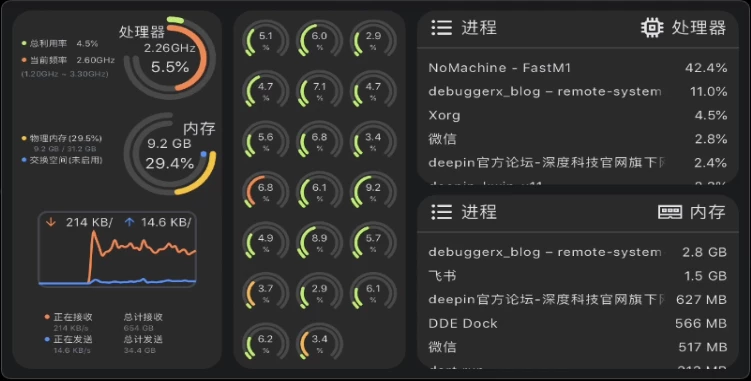 处理器
总利用率 4.5%
当前频率 2.60GHz
(1.20GHz ~ 3.30GHz)
2.26GHz
5.5%
物理内存(29.5%)
9.2 GB / 31.2 GB
交换空间(未启用)
内存
9.2 GB
29.4%
214 KB/ 14.6 KB/
正在接收 总计接收
214 KB/s 654 GB
正在发送 总计发送
14.6 KB/s 34.4 GB
5.1 % 6.0 % 2.9 %
4.7 % 7.1 % 4.7 %
5.6 % 6.8 % 3.4 %
6.8 % 6.1 % 9.2 %
4.9 % 8.9 % 5.7 %
3.7 % 2.9 % 6.1 %
6.2 % 3.4 %
进程 处理器
NoMachine - FastM1 42.4%
debuggerx_blog – remote-system 11.0%
Xorg 4.5%
微信 2.8%
deepin官方论坛-深度科技官网旗下 2.4%
进程 内存
debuggerx_blog – remote-system 2.8 GB
飞书 1.5 GB
deepin官方论坛-深度科技官网旗下 627 MB
DDE Dock 566 MB
微信 517 MB